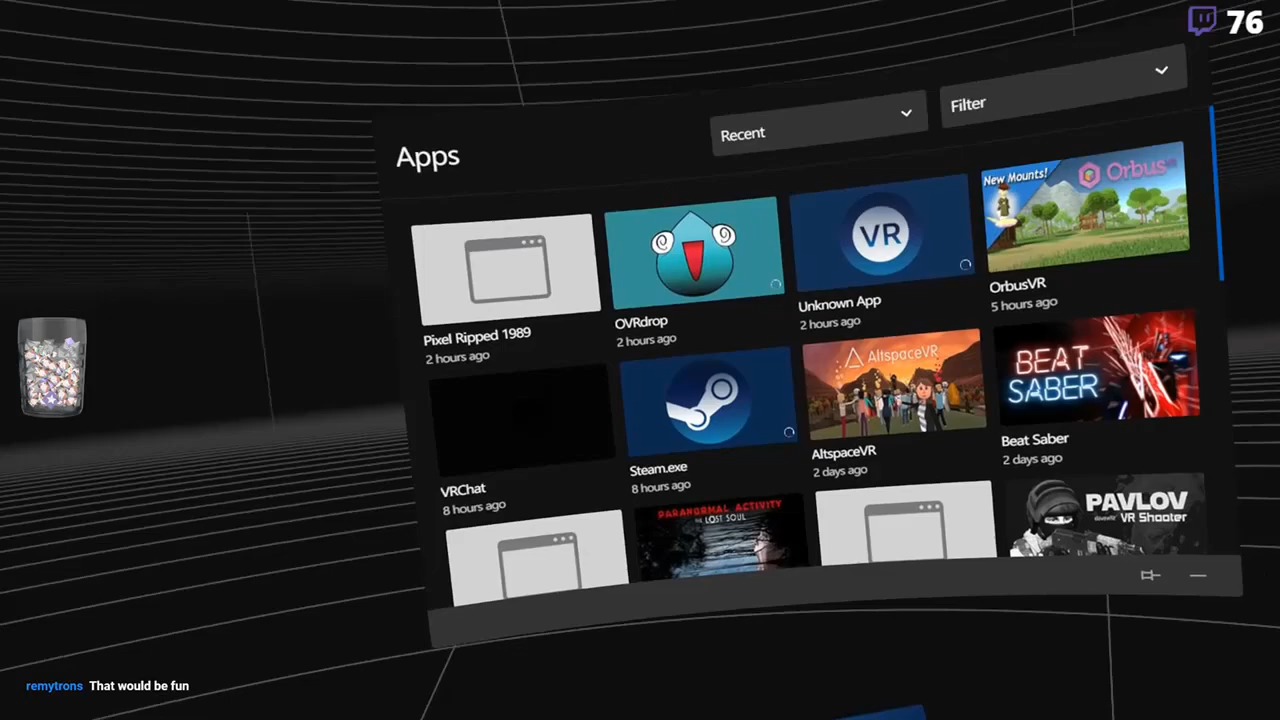 76
Apps
Recent
Filter
Pixel Ripped 1989
2 hours ago
OVRdrop
2 hours ago
VR
Unknown App
2 hours ago
New Mounts!
Orbus
OrbusVR
5 hours ago
VRChat
8 hours ago
Steam.exe
8 hours ago
AltspaceVR
AltspaceVR
2 days ago
BEAT
SABER
Beat Saber
2 days ago
PARANORMAL ACTIVITY
THE LOST SOUL
PAVLOV
VR Shooter
remytrons That would be fun